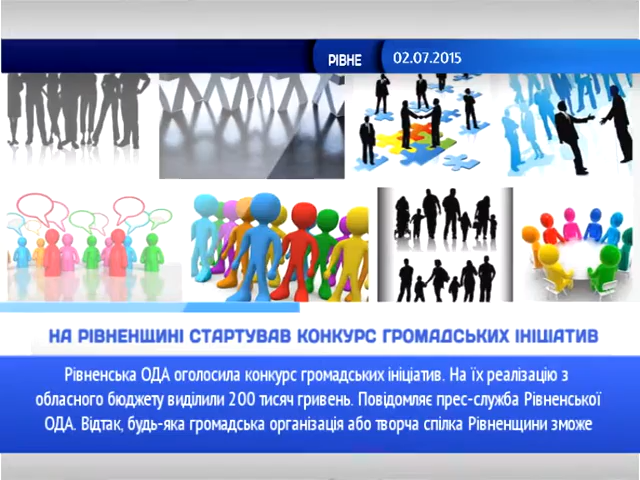 РІВНЕ
02.07.2015
НА РІВНЕНЩИНІ СТАРТУВАВ КОНКУРС ГРОМАДСЬКИХ ІНІЦІАТИВ
Рівненська ОДА оголосила конкурс громадських ініціатив. На їх реалізацію з
обласного бюджету виділили 200 тисяч гривень. Повідомляє прес-служба Рівненської
ОДА. Відтак, будь-яка громадська організація або творча спілка Рівненщини зможе